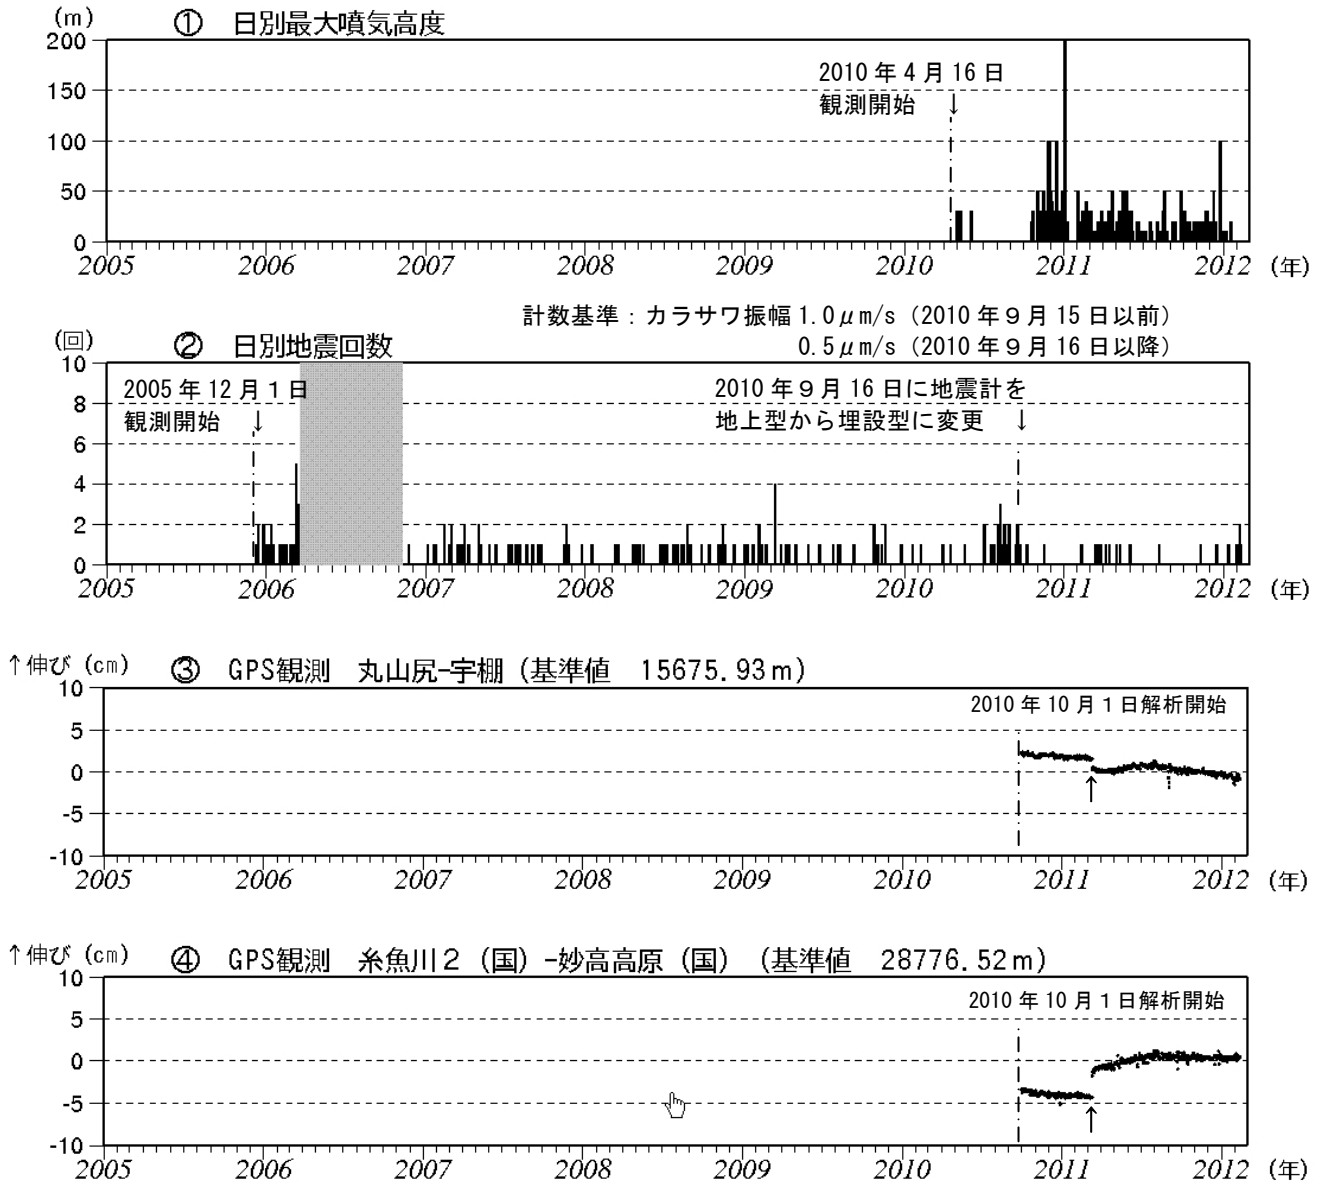 (m) ① 日別最大噴気高度
200
150
100
50
0
2010年4月16日
観測開始 ↓
2005 2006 2007 2008 2009 2010 2011 2012 (年)
計数基準：カラサワ振幅1.0μm/s（2010年９月15日以前）
0.5μm/s（2010年９月16日以降）
(回) ② 日別地震回数
10
8
6
4
2
0
2005年12月１日
観測開始 ↓
2010年９月16日に地震計を
地上型から埋設型に変更 ↓
2005 2006 2007 2008 2009 2010 2011 2012 (年)
↑伸び (cm) ③ GPS観測 丸山尻-宇棚（基準値 15675.93m）
10
5
0
-5
-10
2010年10月１日解析開始
↑
2005 2006 2007 2008 2009 2010 2011 2012 (年)
↑伸び (cm) ④ GPS観測 糸魚川２（国）-妙高高原（国）（基準値 28776.52m）
10
5
0
-5
-10
2010年10月１日解析開始
↑
2005 2006 2007 2008 2009 2010 2011 2012 (年)